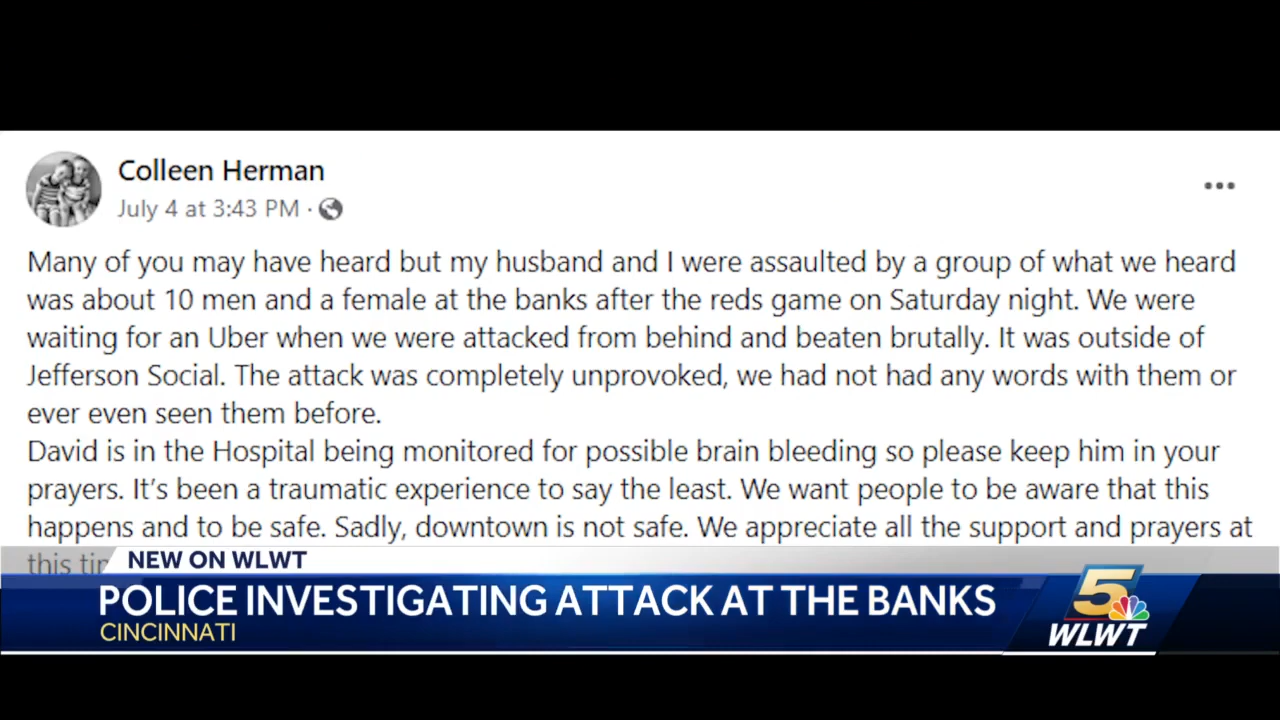 Colleen Herman
July 4 at 3:43 PM ·
Many of you may have heard but my husband and I were assaulted by a group of what we heard
was about 10 men and a female at the banks after the reds game on Saturday night. We were
waiting for an Uber when we were attacked from behind and beaten brutally. It was outside of
Jefferson Social. The attack was completely unprovoked, we had not had any words with them or
ever even seen them before.
David is in the Hospital being monitored for possible brain bleeding so please keep him in your
prayers. It’s been a traumatic experience to say the least. We want people to be aware that this
happens and to be safe. Sadly, downtown is not safe. We appreciate all the support and prayers at
this
NEW ON WLWT
POLICE INVESTIGATING ATTACK AT THE BANKS
CINCINNATI
5
WLWT